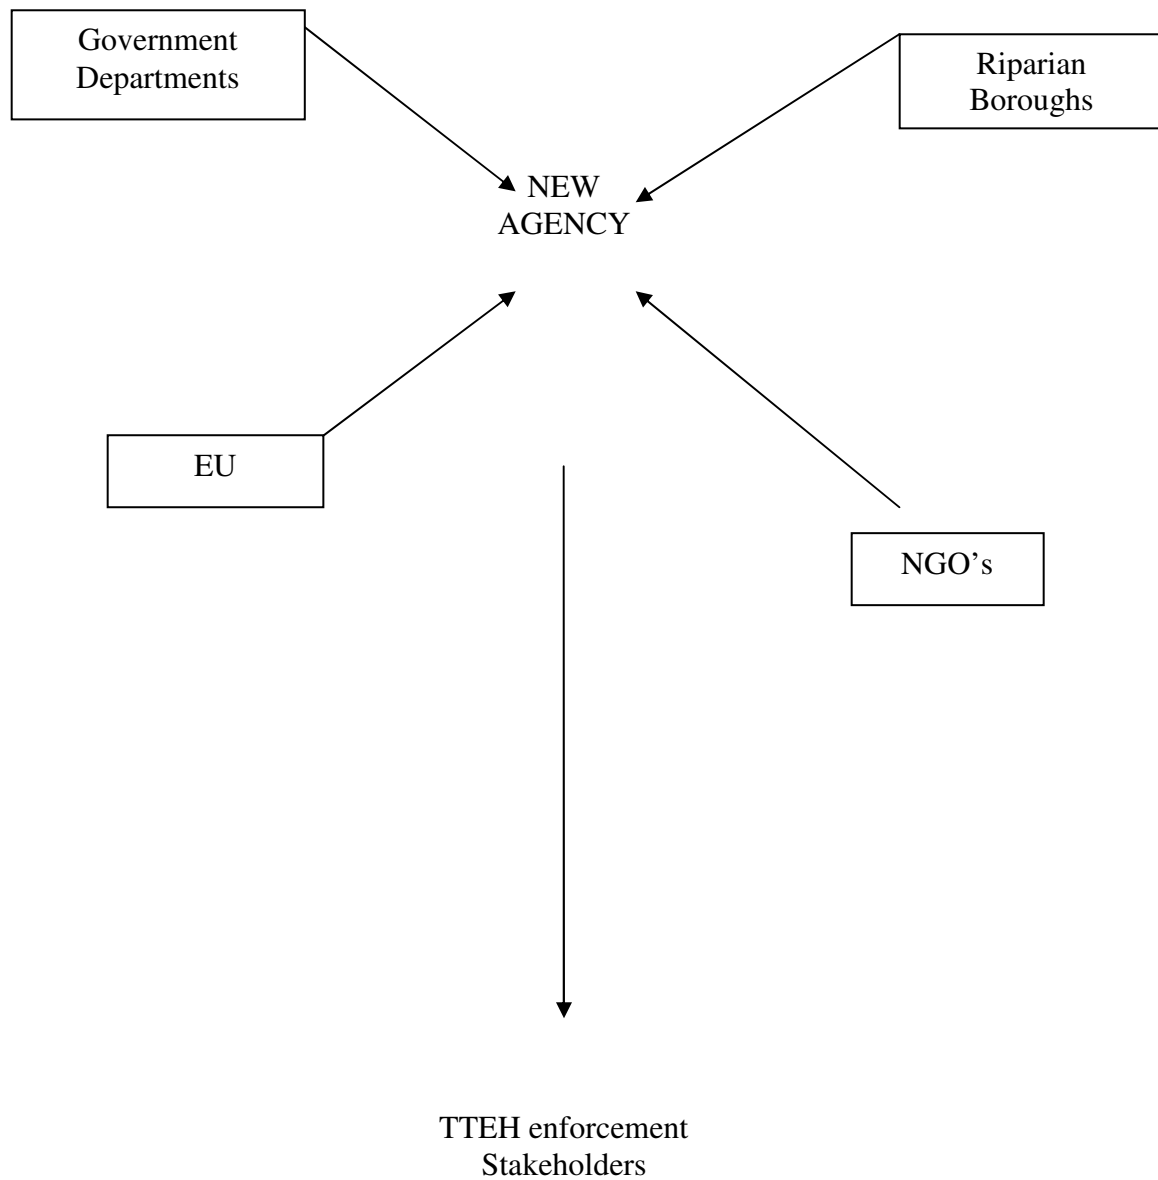 Government
Departments
Riparian
Boroughs
NEW
AGENCY
EU
NGO’s
TTEH enforcement
Stakeholders